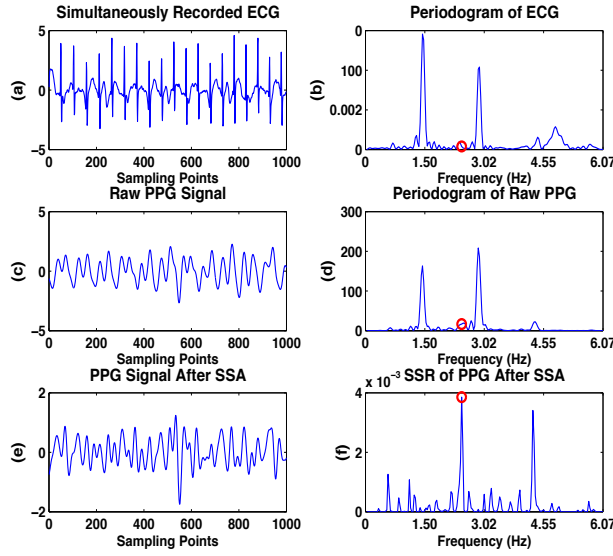 Simultaneously Recorded ECG
5
0
−5
(a)
0 200 400 600 800 1000
Sampling Points
Periodogram of ECG
0
100
0.002
(b)
0 1.50 3.02 4.55 6.07
Frequency (Hz)
Raw PPG Signal
5
0
−5
(c)
0 200 400 600 800 1000
Sampling Points
Periodogram of Raw PPG
300
200
100
0
(d)
0 1.50 3.02 4.55 6.07
Frequency (Hz)
PPG Signal After SSA
2
0
−2
(e)
0 200 400 600 800 1000
Sampling Points
x 10⁻³ SSR of PPG After SSA
4
2
0
(f)
0 1.50 3.02 4.55 6.07
Frequency (Hz)